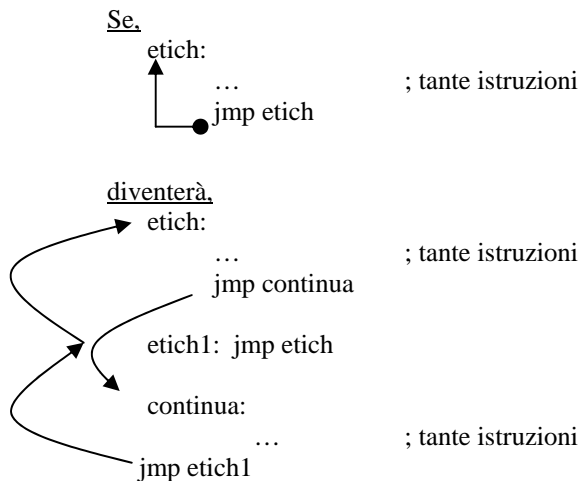 Se,
etich:
… ; tante istruzioni
jmp etich
diventerà,
etich:
… ; tante istruzioni
jmp continua
etich1: jmp etich
continua:
… ; tante istruzioni
jmp etich1